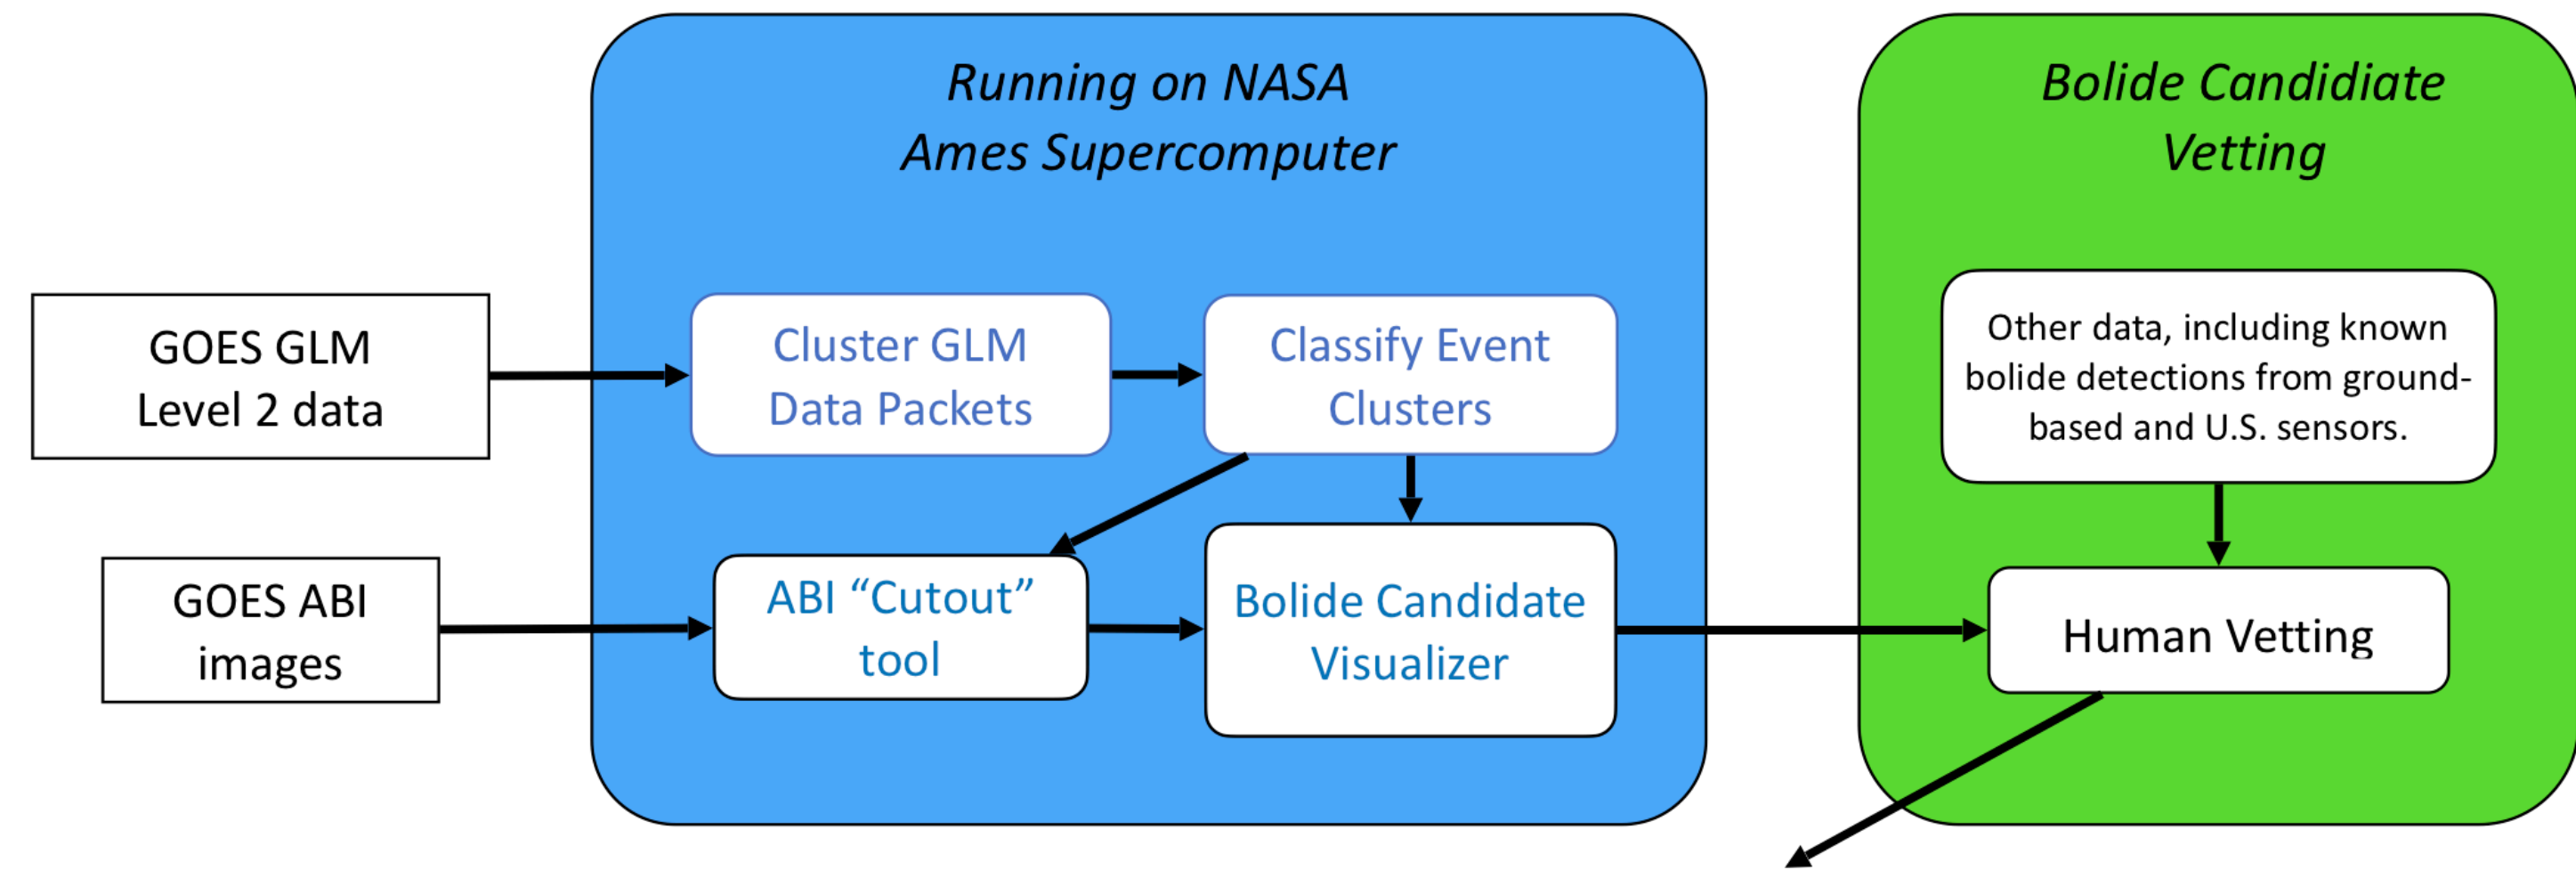 Running on NASA
Ames Supercomputer
Bolide Candidiate
Vetting
GOES GLM
Level 2 data
Cluster GLM
Data Packets
Classify Event
Clusters
Other data, including known
bolide detections from ground-
based and U.S. sensors.
GOES ABI
images
ABI “Cutout”
tool
Bolide Candidate
Visualizer
Human Vetting